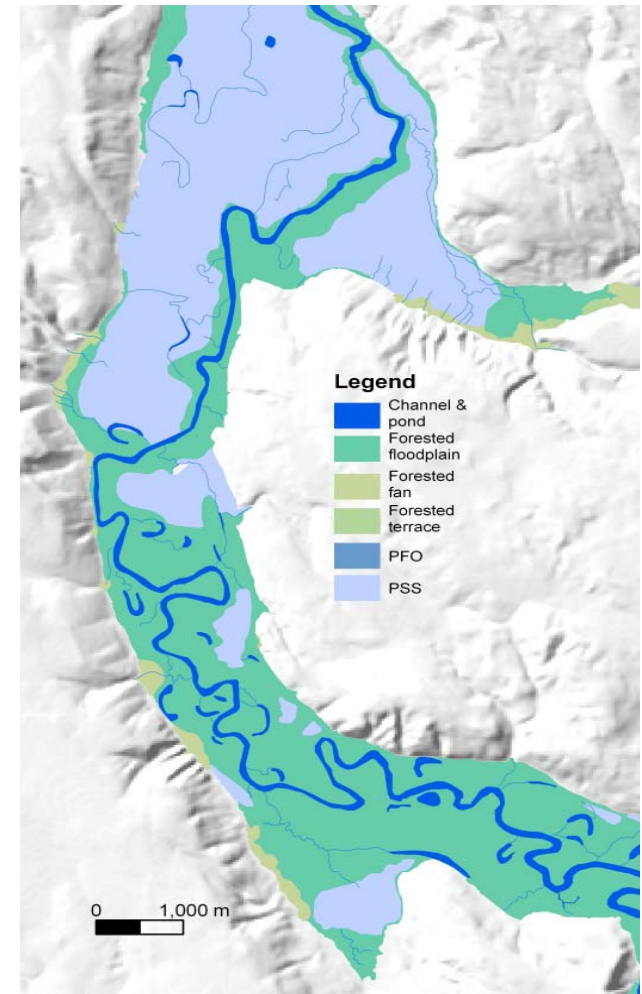 Legend
Channel &
pond
Forested
floodplain
Forested
fan
Forested
terrace
PFO
PSS
0 1,000 m